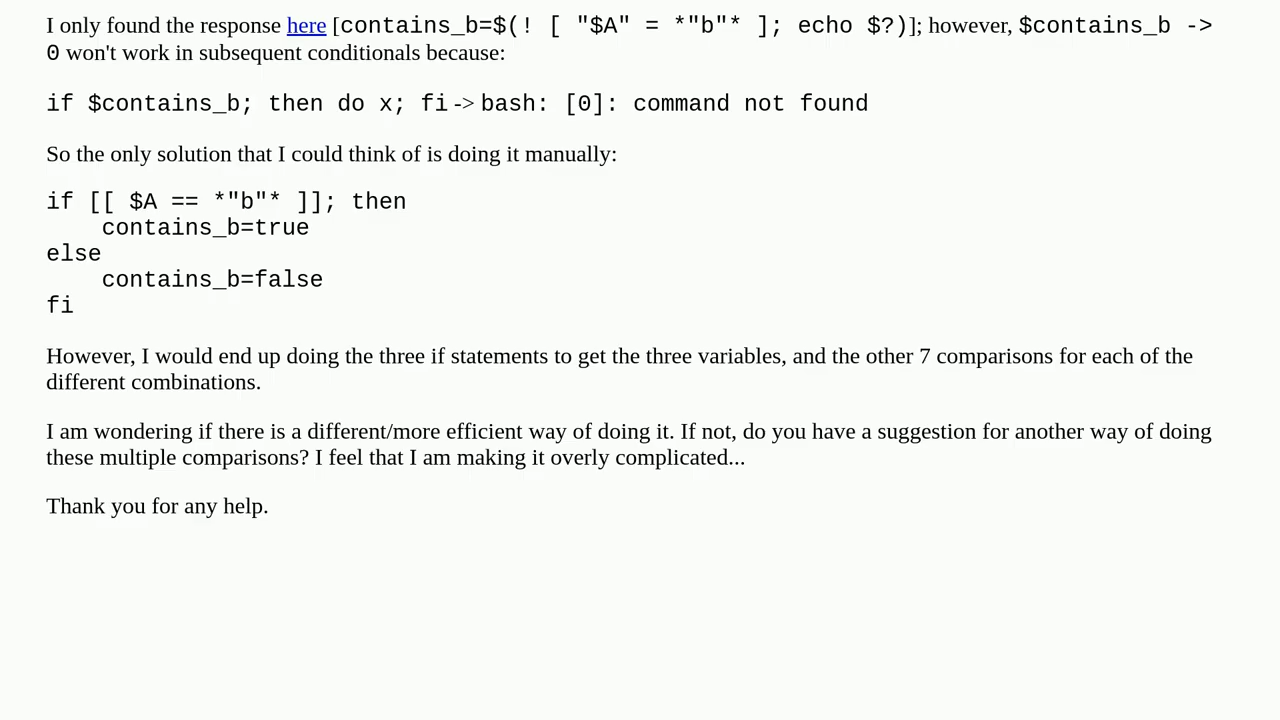 I only found the response here [contains_b=$(! [ "$A" = *"b"* ]; echo $?)]; however, $contains_b ->
0 won't work in subsequent conditionals because:
if $contains_b; then do x; fi -> bash: [0]: command not found
So the only solution that I could think of is doing it manually:
if [[ $A == *"b"* ]]; then
    contains_b=true
else
    contains_b=false
fi
However, I would end up doing the three if statements to get the three variables, and the other 7 comparisons for each of the
different combinations.
I am wondering if there is a different/more efficient way of doing it. If not, do you have a suggestion for another way of doing
these multiple comparisons? I feel that I am making it overly complicated...
Thank you for any help.